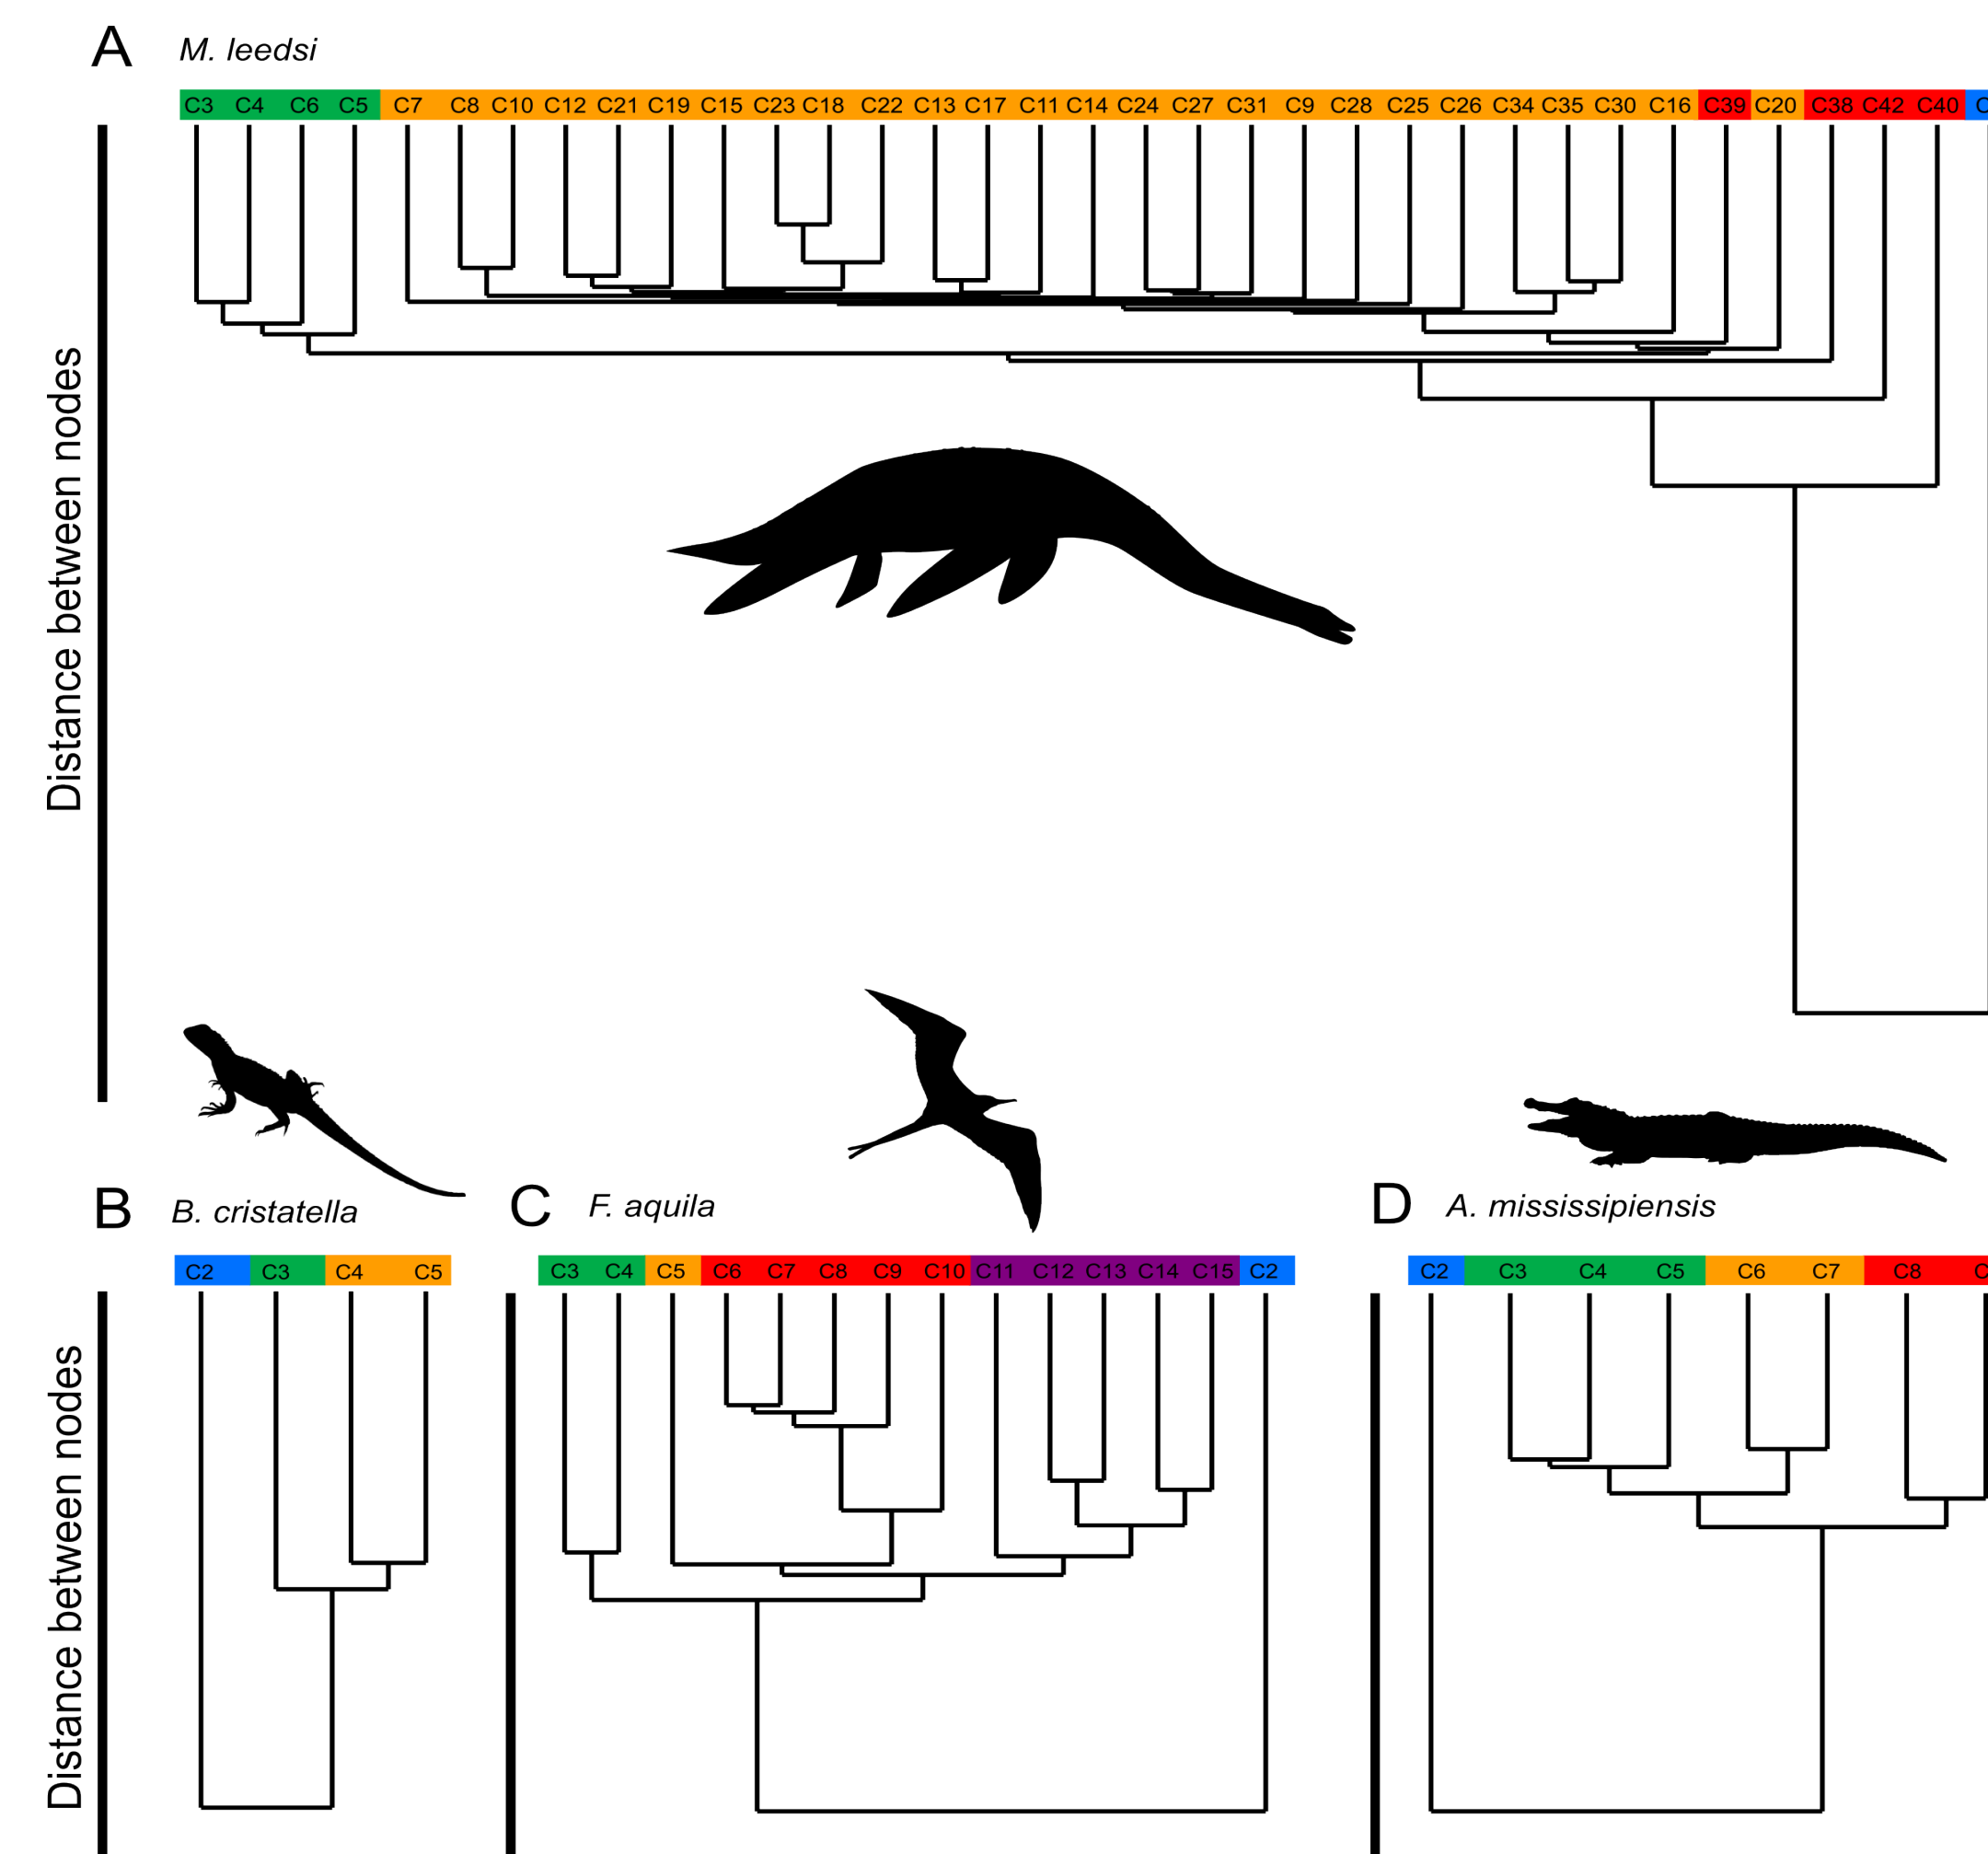 A M. leedsi
C3 C4 C6 C5 C7 C8 C10 C12 C21 C19 C15 C23 C18 C22 C13 C17 C11 C14 C24 C27 C31 C9 C28 C25 C26 C34 C35 C30 C16 C39 C20 C38 C42 C40
Distance between nodes
B B. cristatella
C2 C3 C4 C5
Distance between nodes
C F. aquila
C3 C4 C5 C6 C7 C8 C9 C10 C11 C12 C13 C14 C15 C2
D A. mississipiensis
C2 C3 C4 C5 C6 C7 C8